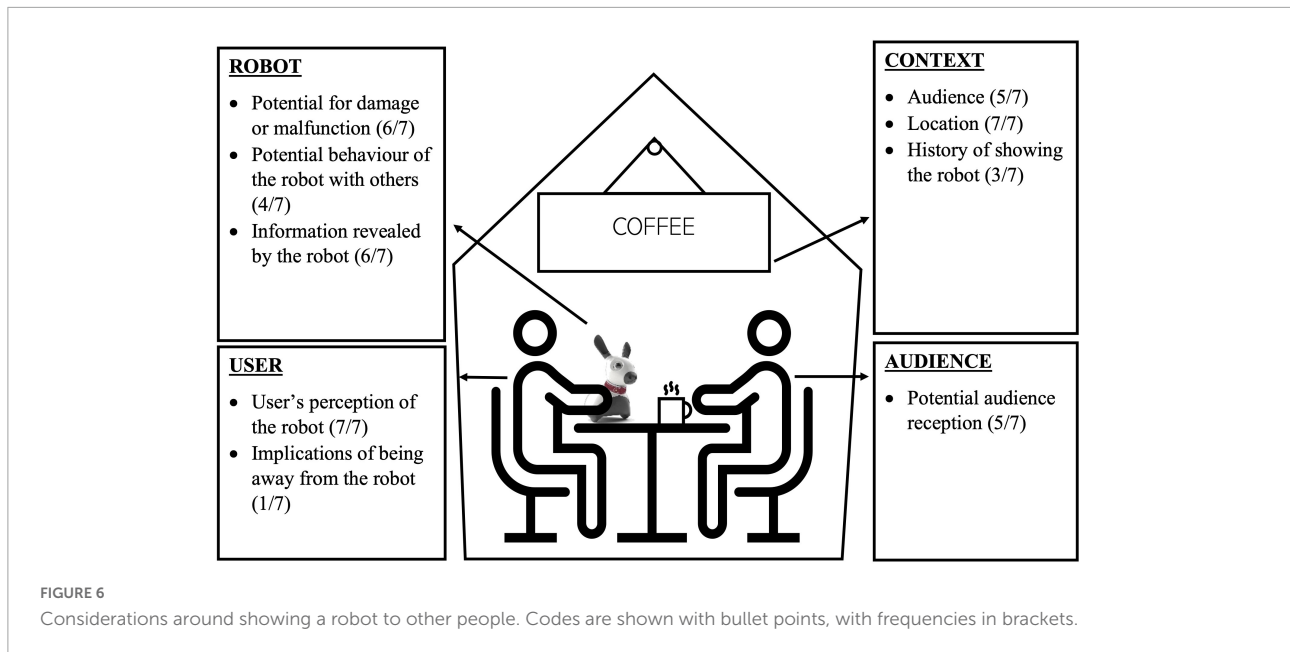 ROBOT
• Potential for damage
or malfunction (6/7)
• Potential behaviour of
the robot with others
(4/7)
• Information revealed
by the robot (6/7)
USER
• User's perception of
the robot (7/7)
• Implications of being
away from the robot
(1/7)
COFFEE
CONTEXT
• Audience (5/7)
• Location (7/7)
• History of showing
the robot (3/7)
AUDIENCE
• Potential audience
reception (5/7)
FIGURE 6
Considerations around showing a robot to other people. Codes are shown with bullet points, with frequencies in brackets.